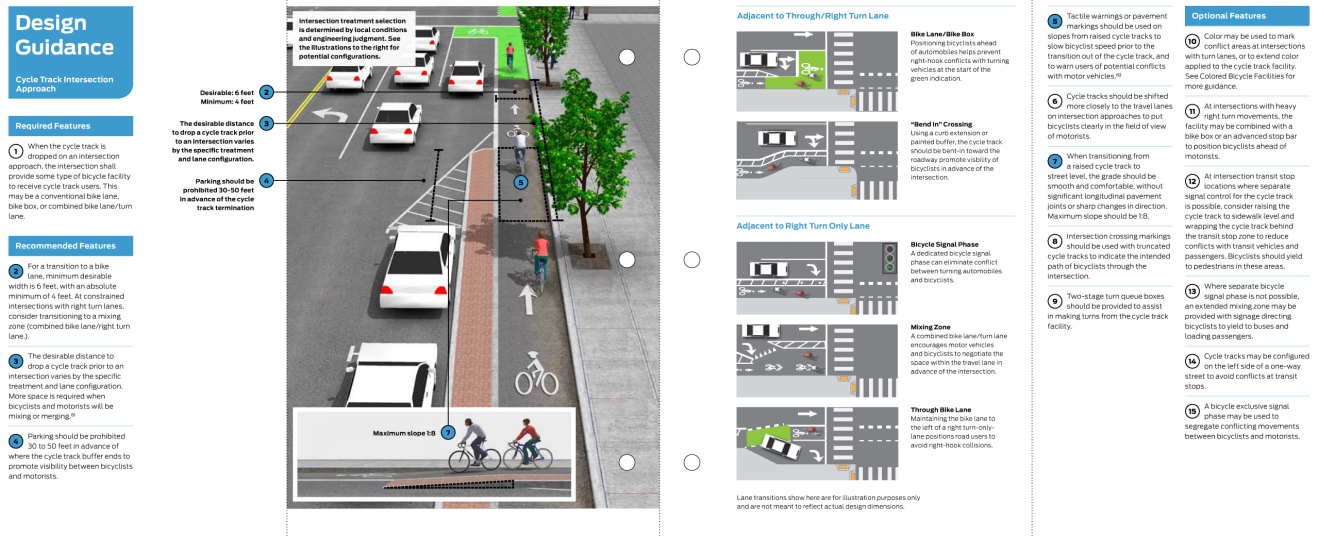 Design
Guidance
Cycle Track Intersection
Approach
Required Features
1 When the cycle track is
dropped on an intersection
approach, the intersection shall
provide some type of bicycle facility
to receive cycle track users. This
may be a conventional bike lane,
bike box, or combined bike lane/turn
lane.
Recommended Features
2 For a transition to a bike
lane, minimum desirable
width is 6 feet, with an absolute
minimum of 4 feet. At constrained
intersections with right turn lanes,
consider transitioning to a mixing
zone (combined bike lane/right turn
lane.).
3 The desirable distance to
drop a cycle track prior to an
intersection varies by the specific
treatment and lane configuration.
More space is required when
bicyclists and motorists will be
mixing or merging.⁸¹
4 Parking should be prohibited
30 to 50 feet in advance of
where the cycle track buffer ends to
promote visibility between bicyclists
and motorists.
Intersection treatment selection
is determined by local conditions
and engineering judgment. See
the illustrations to the right for
potential configurations.
Desirable: 6 feet
Minimum: 4 feet
2
The desirable distance
to drop a cycle track prior
to an intersection varies
by the specific treatment
and lane configuration.
3
Parking should be
prohibited 30-50 feet
in advance of the cycle
track termination
4
5
Maximum slope 1:8
7
Adjacent to Through/Right Turn Lane
Bike Lane/Bike Box
Positioning bicyclists ahead
of automobiles helps prevent
right-hook conflicts with turning
vehicles at the start of the
green indication.
“Bend In” Crossing
Using a curb extension or
painted buffer, the cycle track
should be bent-in toward the
roadway promote visibility of
bicyclists in advance of the
intersection.
Adjacent to Right Turn Only Lane
Bicycle Signal Phase
A dedicated bicycle signal
phase can eliminate conflict
between turning automobiles
and bicyclists.
Mixing Zone
A combined bike lane/turn lane
encourages motor vehicles
and bicyclists to negotiate the
space within the travel lane in
advance of the intersection.
Through Bike Lane
Maintaining the bike lane to
the left of a right turn-only-
lane positions road users to
avoid right-hook collisions.
Lane transitions show here are for illustration purposes only
and are not meant to reflect actual design dimensions.
5 Tactile warnings or pavement
markings should be used on
slopes from raised cycle tracks to
slow bicyclist speed prior to the
transition out of the cycle track, and
to warn users of potential conflicts
with motor vehicles.⁸²
6 Cycle tracks should be shifted
more closely to the travel lanes
on intersection approaches to put
bicyclists clearly in the field of view
of motorists.
7 When transitioning from
a raised cycle track to
street level, the grade should be
smooth and comfortable, without
significant longitudinal pavement
joints or sharp changes in direction.
Maximum slope should be 1:8.
8 Intersection crossing markings
should be used with truncated
cycle tracks to indicate the intended
path of bicyclists through the
intersection.
9 Two-stage turn queue boxes
should be provided to assist
in making turns from the cycle track
facility.
Optional Features
10 Color may be used to mark
conflict areas at intersections
with turn lanes, or to extend color
applied to the cycle track facility.
See Colored Bicycle Facilities for
more guidance.
11 At intersections with heavy
right turn movements, the
facility may be combined with a
bike box or an advanced stop bar
to position bicyclists ahead of
motorists.
12 At intersection transit stop
locations where separate
signal control for the cycle track
is possible, consider raising the
cycle track to sidewalk level and
wrapping the cycle track behind
the transit stop zone to reduce
conflicts with transit vehicles and
passengers. Bicyclists should yield
to pedestrians in these areas.
13 Where separate bicycle
signal phase is not possible,
an extended mixing zone may be
provided with signage directing
bicyclists to yield to buses and
loading passengers.
14 Cycle tracks may be configured
on the left side of a one-way
street to avoid conflicts at transit
stops.
15 A bicycle exclusive signal
phase may be used to
segregate conflicting movements
between bicyclists and motorists.